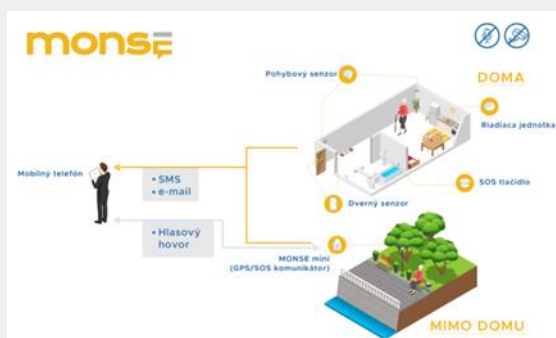 monse
Pohybový senzor
DOMA
Riadiaca jednotka
Mobilný telefón
• SMS
• e-mail
SOS tlačidlo
Dverný senzor
• Hlasový
hovor
MONSE mini
(GPS/SOS komunikátor)
MIMO DOMU